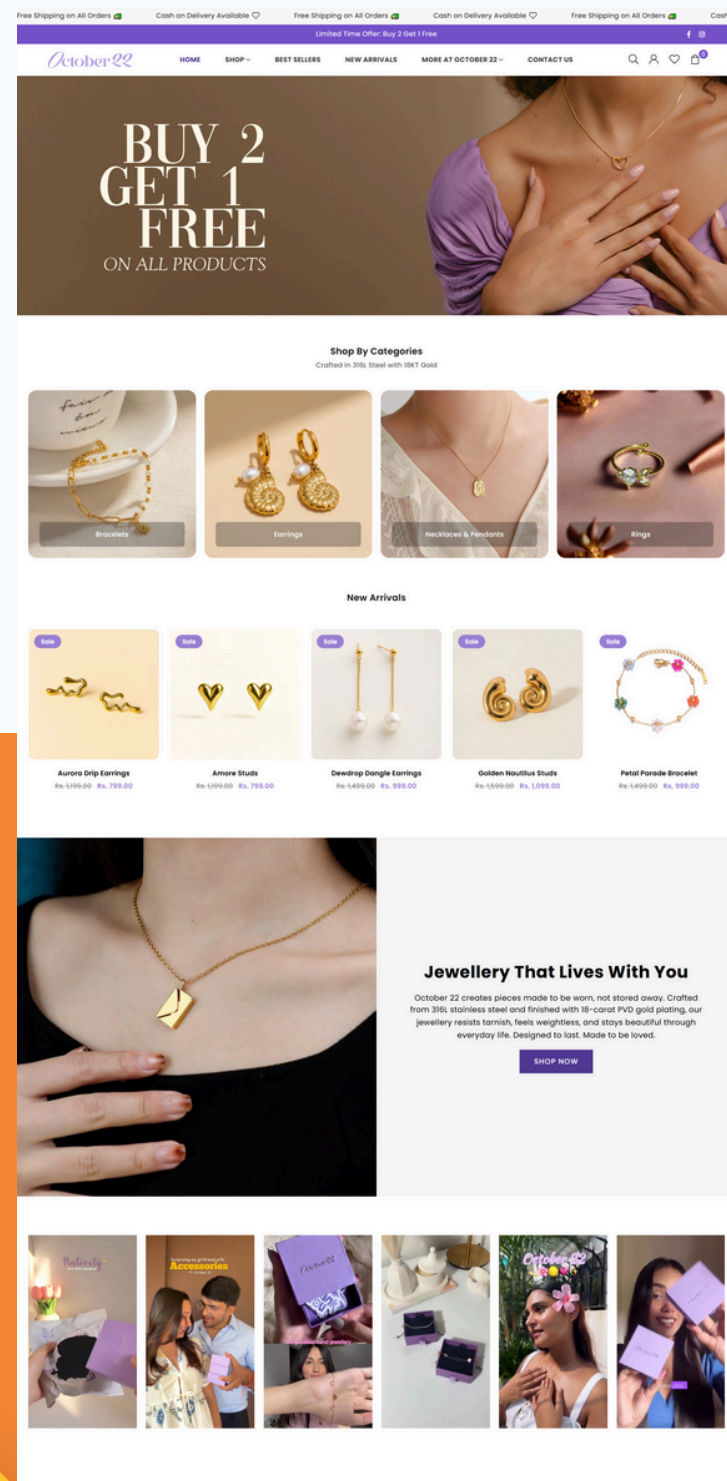 Free Shipping on All Orders Cash on Delivery Available ♡ Free Shipping on All Orders Cash on Delivery Available ♡ Free Shipping on All Orders Cash
Limited Time Offer: Buy 2 Get 1 Free
October 22 HOME SHOP BEST SELLERS NEW ARRIVALS MORE AT OCTOBER 22 CONTACT US 0
BUY 2
GET 1
FREE
ON ALL PRODUCTS
Shop By Categories
Crafted in 316L Steel with 18KT Gold
Bracelets Earrings Necklaces & Pendants Rings
New Arrivals
Sale Sale Sale Sale Sale
Aurora Drip Earrings Amore Studs Dewdrop Dangle Earrings Golden Nautilus Studs Petal Parade Bracelet
Rs. 1,199.00 Rs. 799.00 Rs. 1,199.00 Rs. 799.00 Rs. 1,499.00 Rs. 999.00 Rs. 1,599.00 Rs. 1,099.00 Rs. 1,499.00 Rs. 999.00
Jewellery That Lives With You
October 22 creates pieces made to be worn, not stored away. Crafted
from 316L stainless steel and finished with 18-carat PVD gold plating, our
jewellery resists tarnish, feels weightless, and stays beautiful through
everyday life. Designed to last. Made to be loved.
SHOP NOW
Surprising my girlfriend with
Accessories
October 22
October 22